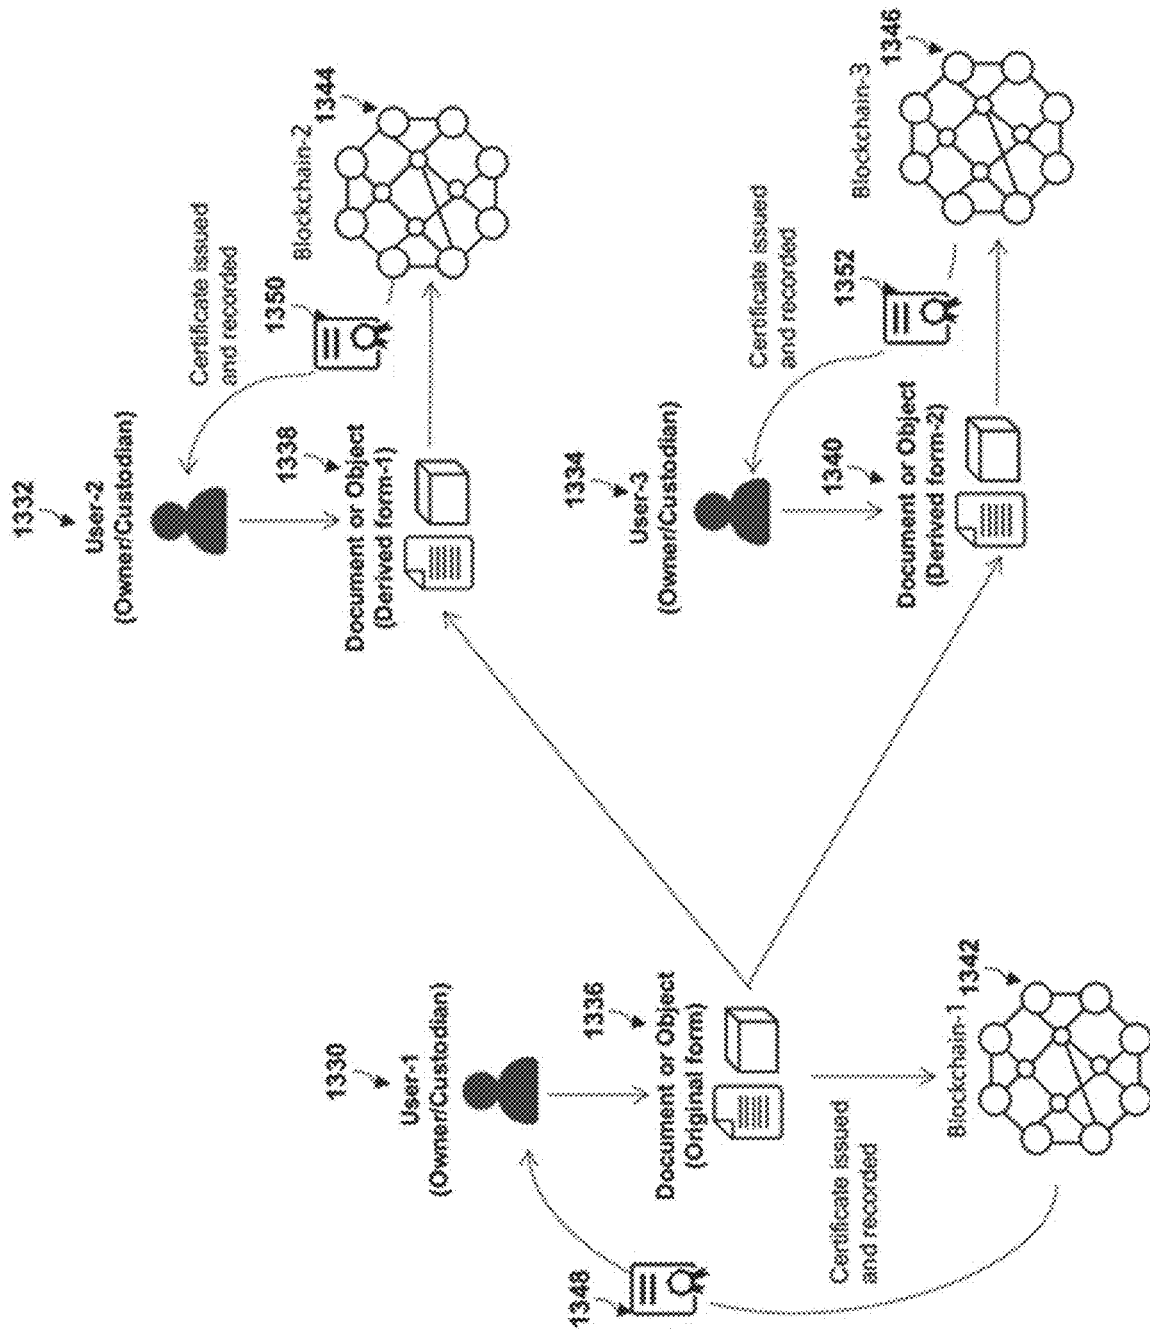 1332
User-2
(Owner/Custodian)
Certificate issued
and recorded
1350
1338
Document or Object
(Derived form-1)
Blockchain-2
1344
1334
User-3
(Owner/Custodian)
Certificate issued
and recorded
1352
1340
Document or Object
(Derived form-2)
Blockchain-3
1346
1330
User-1
(Owner/Custodian)
1336
Document or Object
(Original form)
1348
Certificate issued
and recorded
Blockchain-1
1342